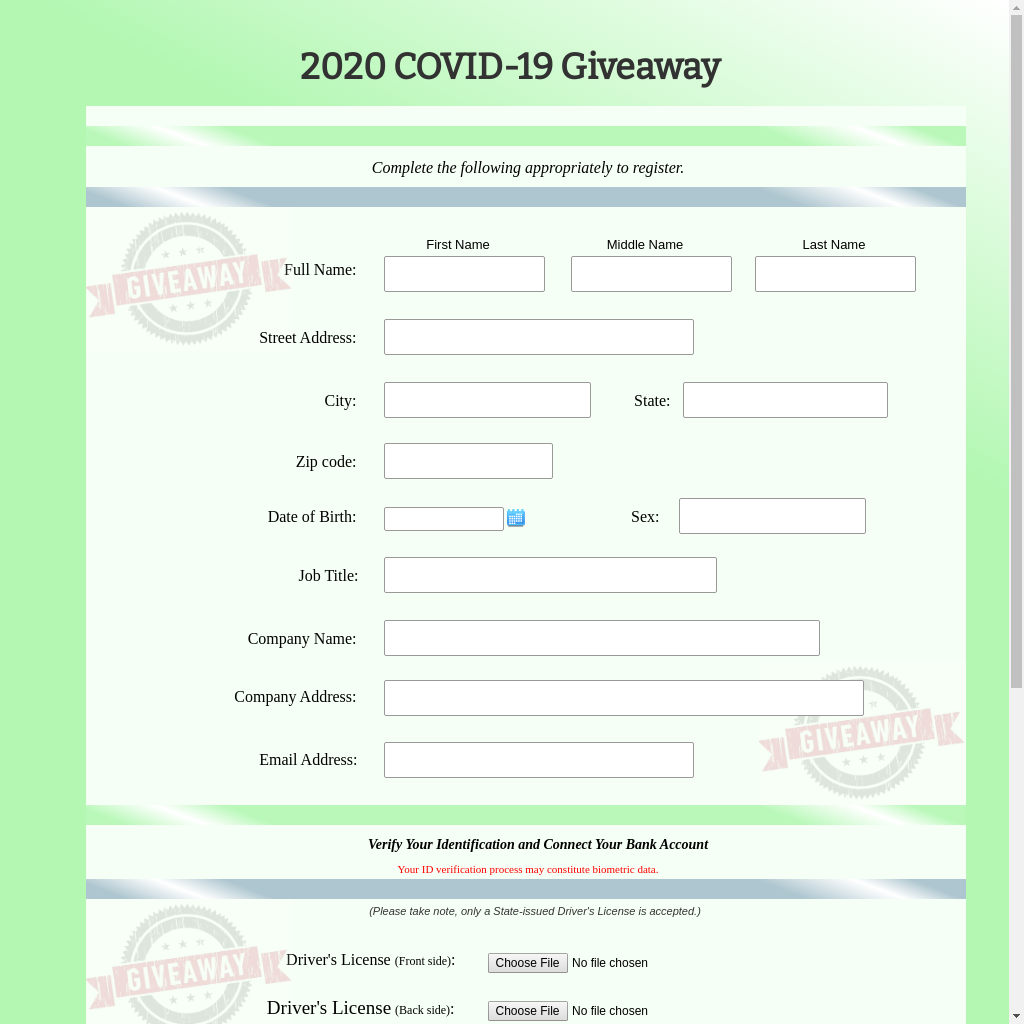 2020 COVID-19 Giveaway
Complete the following appropriately to register.
First Name Middle Name Last Name
GIVEAWAY
Full Name:
Street Address:
City: State:
Zip code:
Date of Birth: Sex:
Job Title:
Company Name:
Company Address:
GIVEAWAY
Email Address:
Verify Your Identification and Connect Your Bank Account
Your ID verification process may constitute biometric data.
(Please take note, only a State-issued Driver's License is accepted.)
GIVEAWAY
Driver's License (Front side): Choose File No file chosen
Driver's License (Back side): Choose File No file chosen